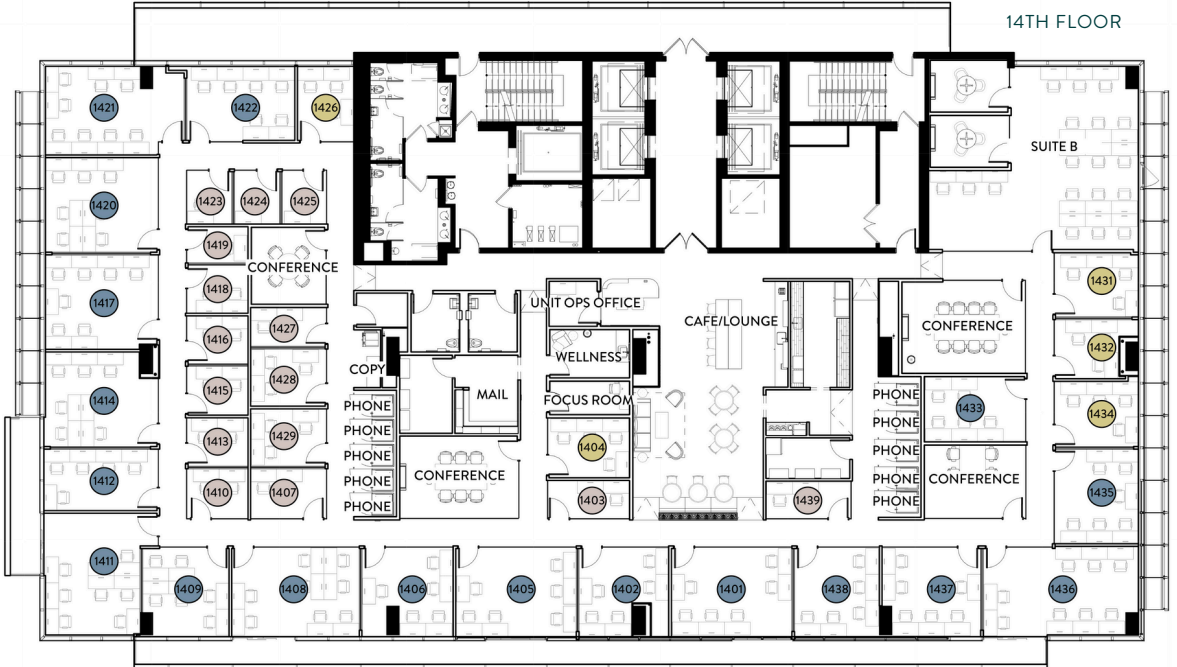 14TH FLOOR
1421
1422
1426
SUITE B
1420
1423
1424
1425
1419
CONFERENCE
1418
1417
1431
UNIT OPS OFFICE
CAFE/LOUNGE
CONFERENCE
1427
1416
1432
WELLNESS
COPY
1428
1415
MAIL
FOCUS ROOM
PHONE
PHONE
1414
1433
1434
PHONE
PHONE
1413
1429
1404
PHONE
PHONE
CONFERENCE
CONFERENCE
1412
PHONE
PHONE
1410
1407
1403
1439
1435
PHONE
PHONE
1411
1409
1408
1406
1405
1402
1401
1438
1437
1436